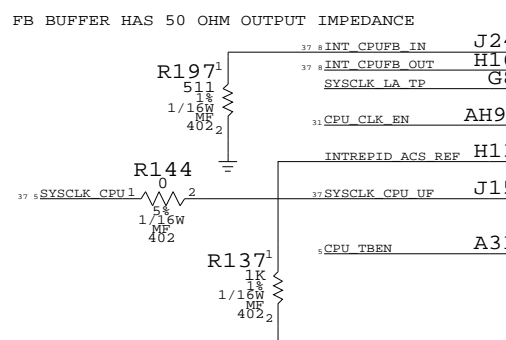 FB BUFFER HAS 50 OHM OUTPUT IMPEDANCE
37 8 INT_CPUFB_IN
37 8 INT_CPUFB_OUT
SYSCLK_LA_TP
R197 1
511
1%
1/16W
MF
402 2
31 CPU_CLK_EN AH9
INTREPID_ACS_REF
R144
0
37 5 SYSCLK_CPU 1 2
5%
1/16W
MF
402
37 SYSCLK_CPU_UF
5 CPU_TBEN
R137 1
1K
1%
1/16W
MF
402 2